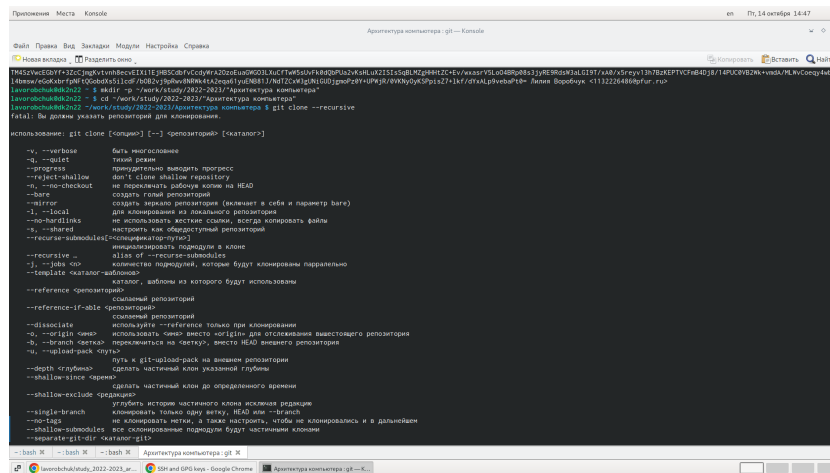 Приложения Места Konsole
en Пт, 14 октября 14:47
Архитектура компьютера : git — Konsole
Файл Правка Вид Закладки Модули Настройка Справка
Новая вкладка Разделить окно
Копировать Вставить Найт
lavorobchuk@dk2n22 ~ $ mkdir -p ~/work/study/2022-2023/"Архитектура компьютера"
lavorobchuk@dk2n22 ~ $ cd ~/work/study/2022-2023/"Архитектура компьютера"
lavorobchuk@dk2n22 ~/work/study/2022-2023/Архитектура компьютера $ git clone --recursive
fatal: Вы должны указать репозиторий для клонирования.
использование: git clone [<опции>] [--] <репозиторий> [<каталог>]
-v, --verbose быть многословнее
-q, --quiet тихий режим
--progress принудительно выводить прогресс
--reject-shallow don't clone shallow repository
-n, --no-checkout не переключать рабочую копию на HEAD
--bare создать голый репозиторий
--mirror создать зеркало репозитория (включает в себя и параметр bare)
-l, --local для клонирования из локального репозитория
--no-hardlinks не использовать жесткие ссылки, всегда копировать файлы
-s, --shared настроить как общедоступный репозиторий
--recurse-submodules[=<спецификатор-пути>]
инициализировать подмодули в клоне
--recursive … alias of --recurse-submodules
-j, --jobs <n> количество подмодулей, которые будут клонированы парралельно
--template <каталог-шаблонов>
каталог, шаблоны из которого будут использованы
--reference <репозиторий>
ссылаемый репозиторий
--reference-if-able <репозиторий>
ссылаемый репозиторий
--dissociate используйте --reference только при клонировании
-o, --origin <имя> использовать <имя> вместо «origin» для отслеживания вышестоящего репозитория
-b, --branch <ветка> переключиться на <ветку>, вместо HEAD внешнего репозитория
-u, --upload-pack <путь>
путь к git-upload-pack на внешнем репозитории
--depth <глубина> сделать частичный клон указанной глубины
--shallow-since <время>
сделать частичный клон до определенного времени
--shallow-exclude <редакция>
углубить историю частичного клона исключая редакцию
--single-branch клонировать только одну ветку, HEAD или --branch
--no-tags не клонировать метки, а также настроить, чтобы не клонировались и в дальнейшем
--shallow-submodules все склонированные подмодули будут частичными клонами
--separate-git-dir <каталог-git>
~ : bash ~ : bash ~ : bash Архитектура компьютера : git
lavorobchuk/study_2022-2023_ar… SSH and GPG keys - Google Chrome Архитектура компьютера : git — K…